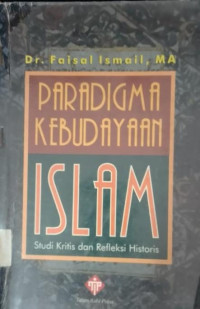 Dr. Faisal Ismail, MA
PARADIGMA
KEBUDAYAAN
ISLAM
Studi Kritis dan Refleksi Historis